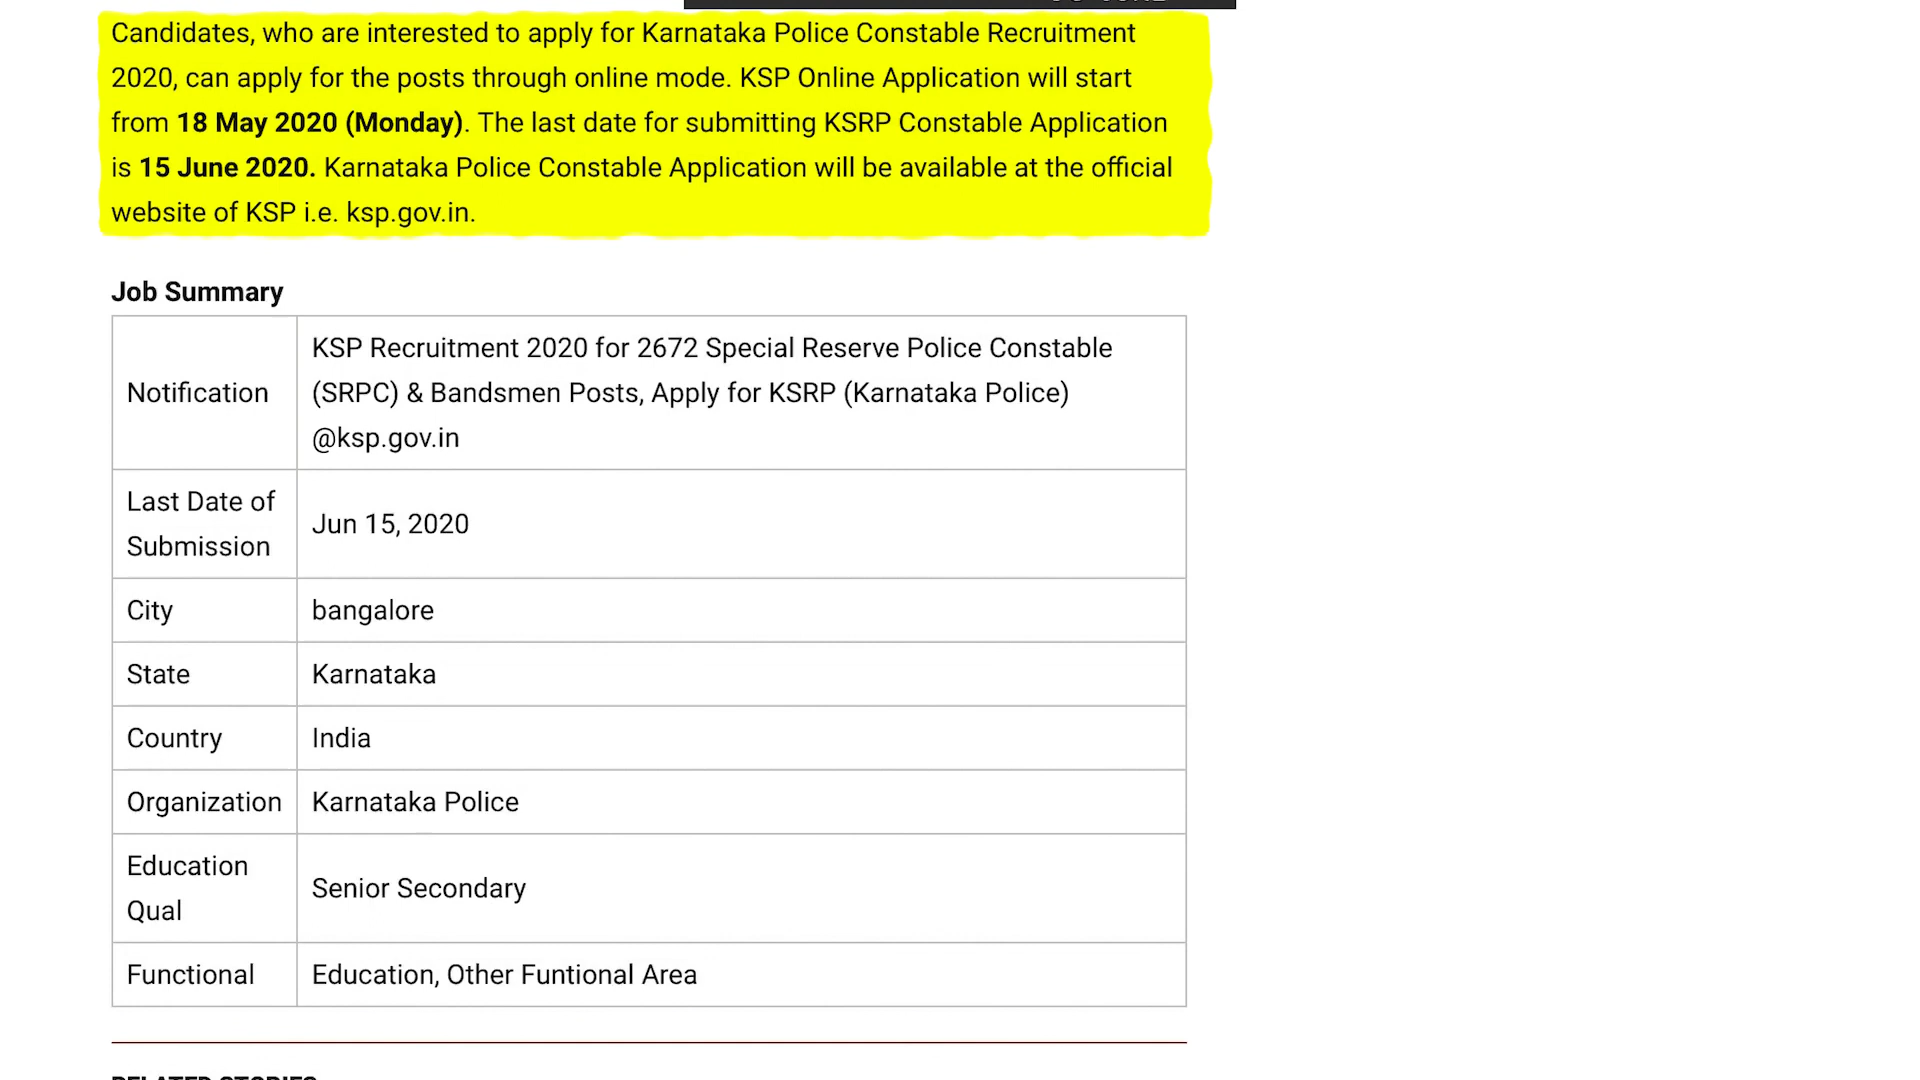 Candidates, who are interested to apply for Karnataka Police Constable Recruitment
2020, can apply for the posts through online mode. KSP Online Application will start
from 18 May 2020 (Monday). The last date for submitting KSRP Constable Application
is 15 June 2020. Karnataka Police Constable Application will be available at the official
website of KSP i.e. ksp.gov.in.
Job Summary
Notification
KSP Recruitment 2020 for 2672 Special Reserve Police Constable
(SRPC) & Bandsmen Posts, Apply for KSRP (Karnataka Police)
@ksp.gov.in
Last Date of
Submission
Jun 15, 2020
City
bangalore
State
Karnataka
Country
India
Organization
Karnataka Police
Education
Qual
Senior Secondary
Functional
Education, Other Funtional Area
RELATED STORIES